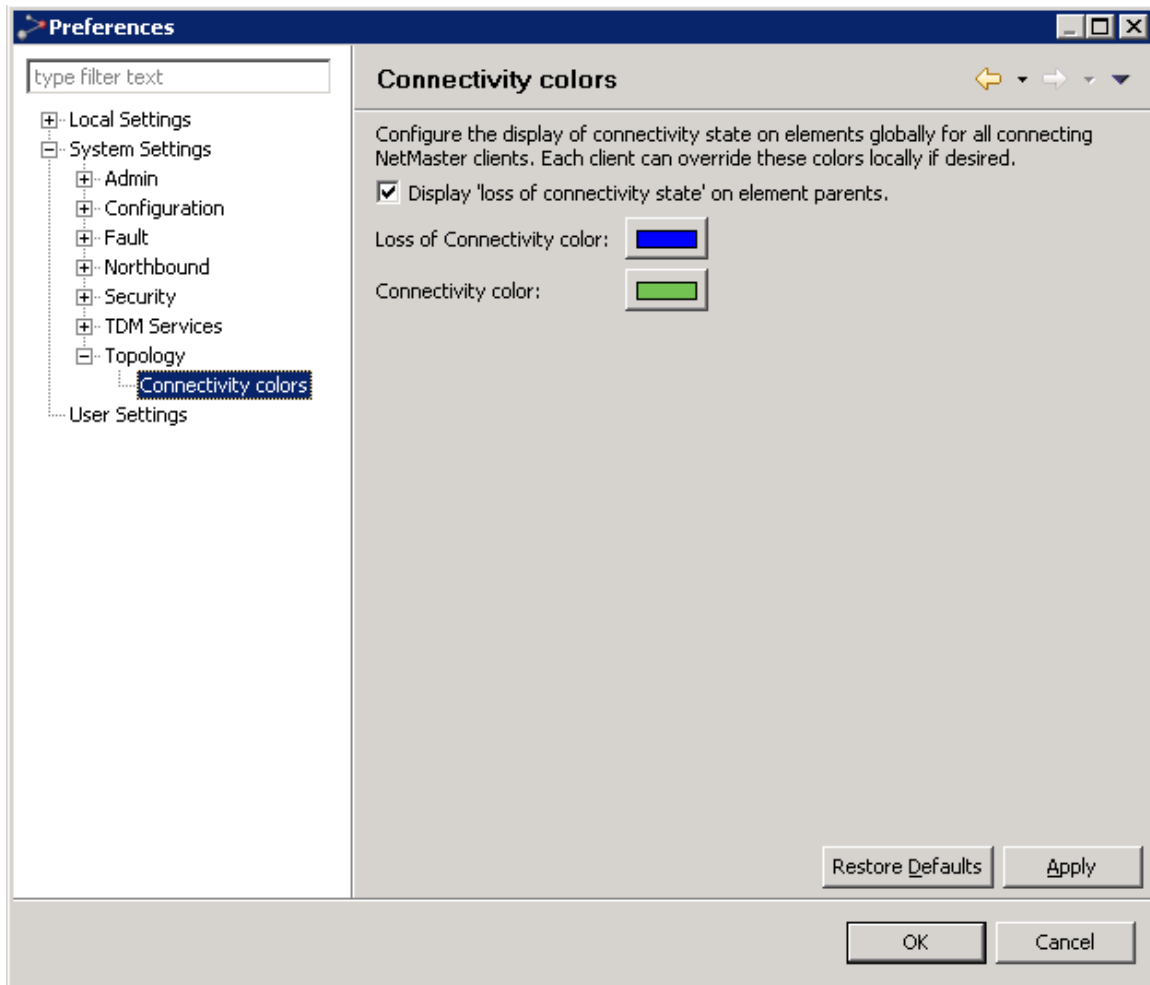 Preferences
type filter text
Local Settings
System Settings
Admin
Configuration
Fault
Northbound
Security
TDM Services
Topology
Connectivity colors
User Settings
Connectivity colors
Configure the display of connectivity state on elements globally for all connecting
NetMaster clients. Each client can override these colors locally if desired.
Display 'loss of connectivity state' on element parents.
Loss of Connectivity color:
Connectivity color:
Restore Defaults
Apply
OK
Cancel